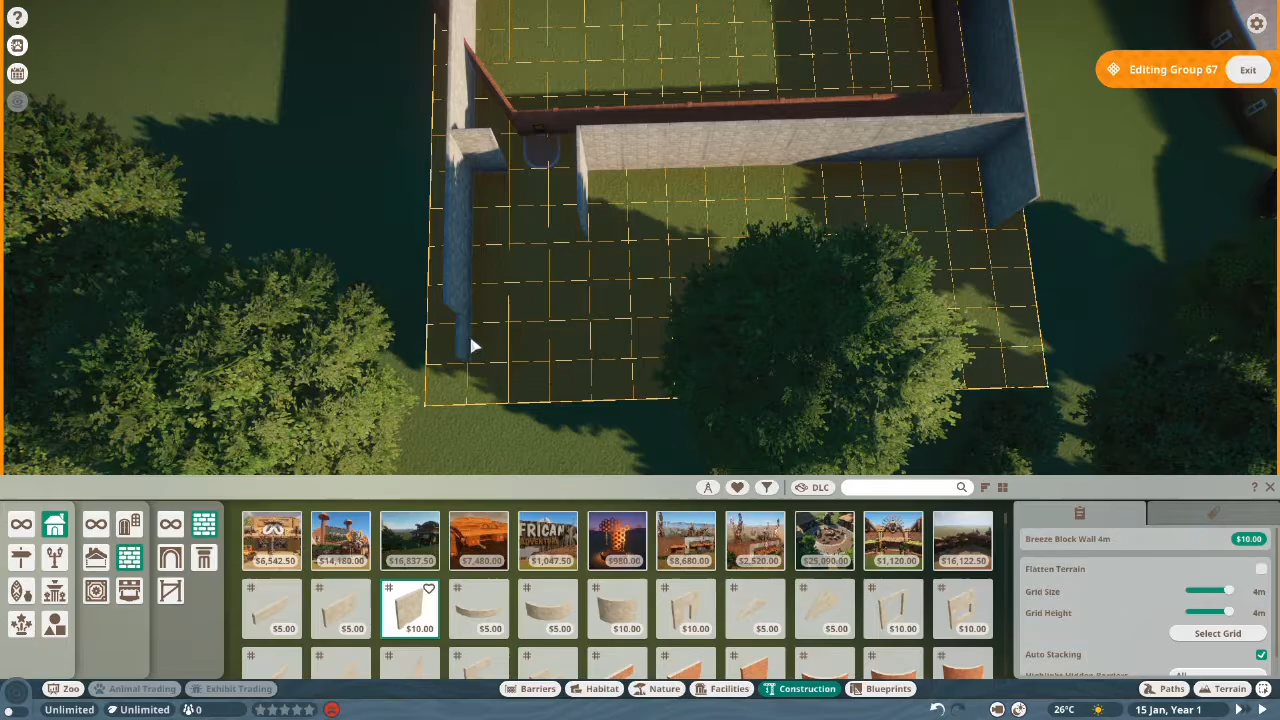 ?
Editing Group 67 Exit
DLC
? ×
$6,542.50 $14,180.00 $16,837.50 $7,480.00 $1,047.50 $980.00 $8,680.00 $2,520.00 $25,090.00 $1,120.00 $16,122.50
Breeze Block Wall 4m $10.00
Flatten Terrain
Grid Size 4m
Grid Height 4m
Select Grid
Auto Stacking
# $5.00 # $5.00 # $10.00 # $5.00 # $5.00 # $10.00 # $10.00 # $5.00 # $5.00 # $10.00 # $10.00
Zoo Animal Trading Exhibit Trading Barriers Habitat Nature Facilities Construction Blueprints Paths Terrain
Unlimited Unlimited 0 26°C 15 Jan, Year 1